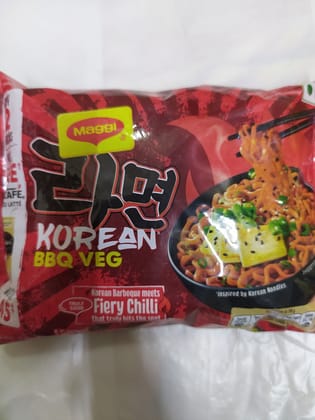 Maggi
라면
KOREAN
BBQ VEG
Korean Barbeque meets
Fiery Chilli
That truly hits the spot
*Inspired by Korean Noodles